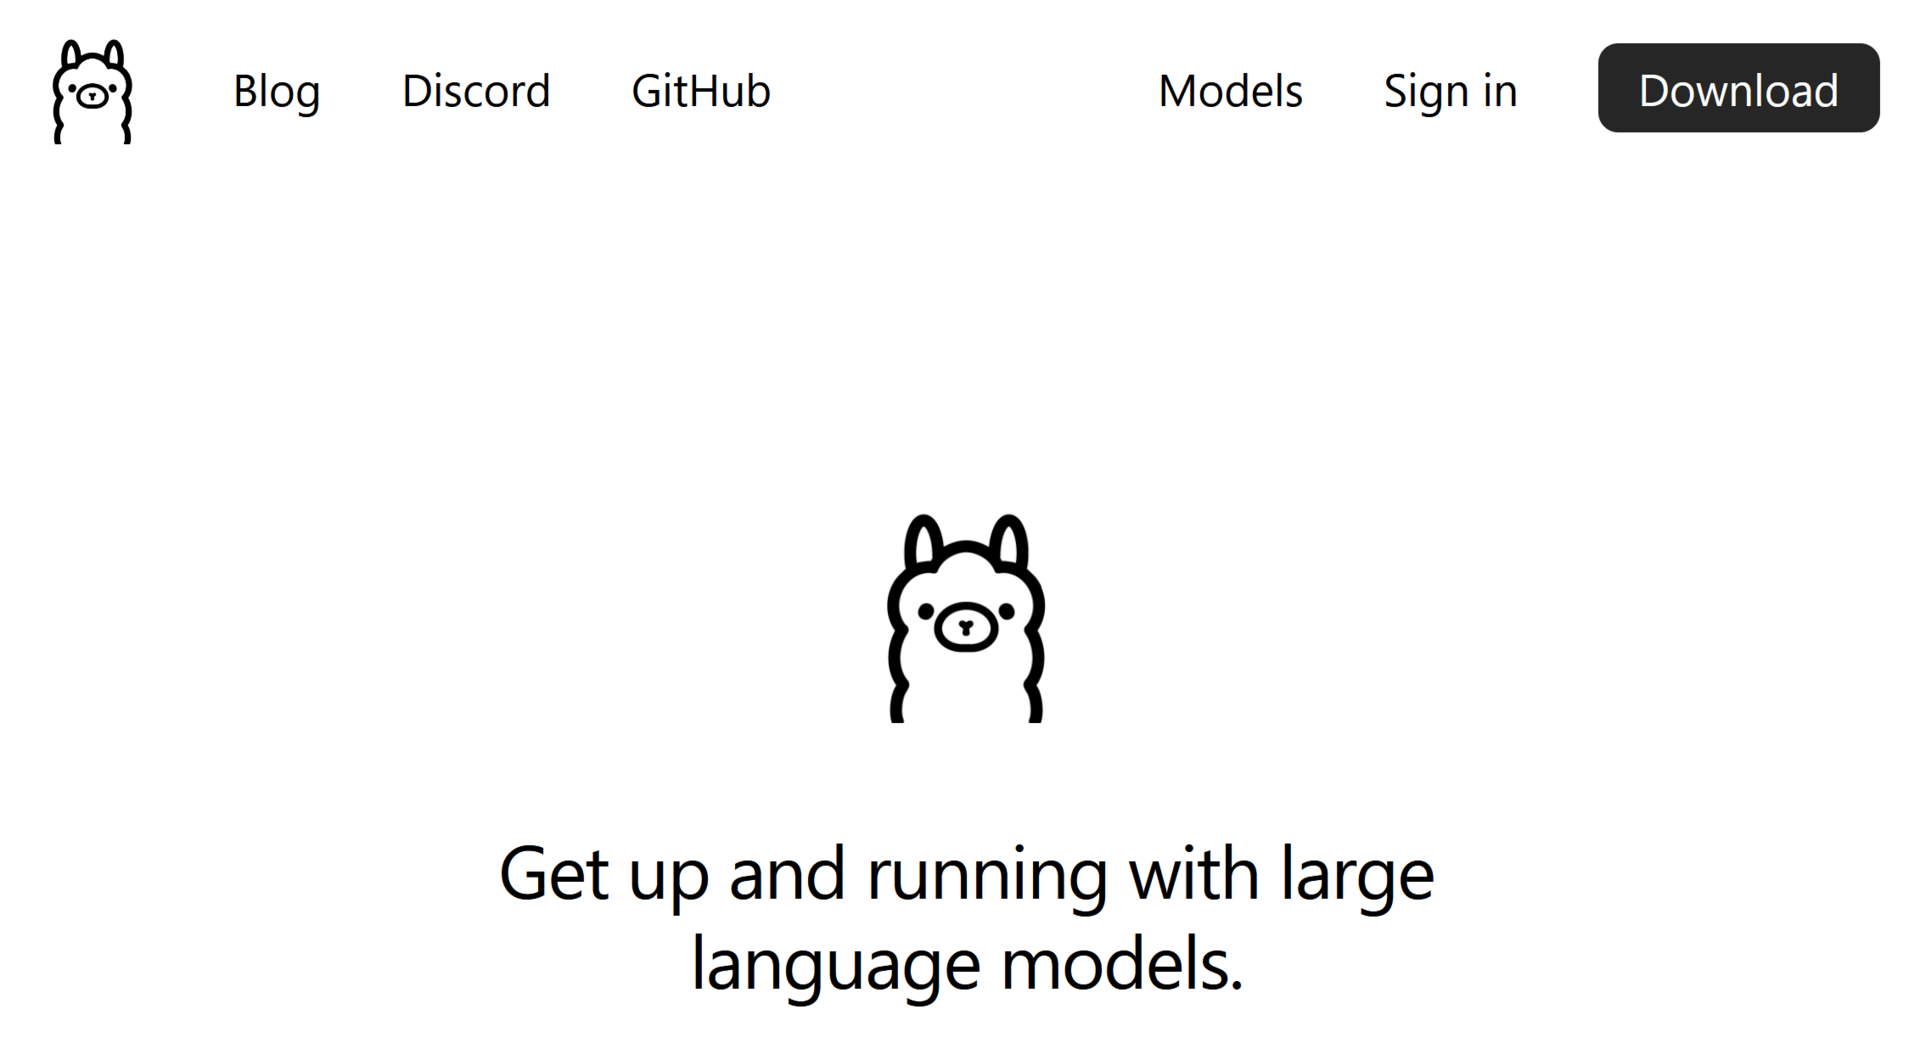 Blog Discord GitHub Models Sign in Download
Get up and running with large
language models.